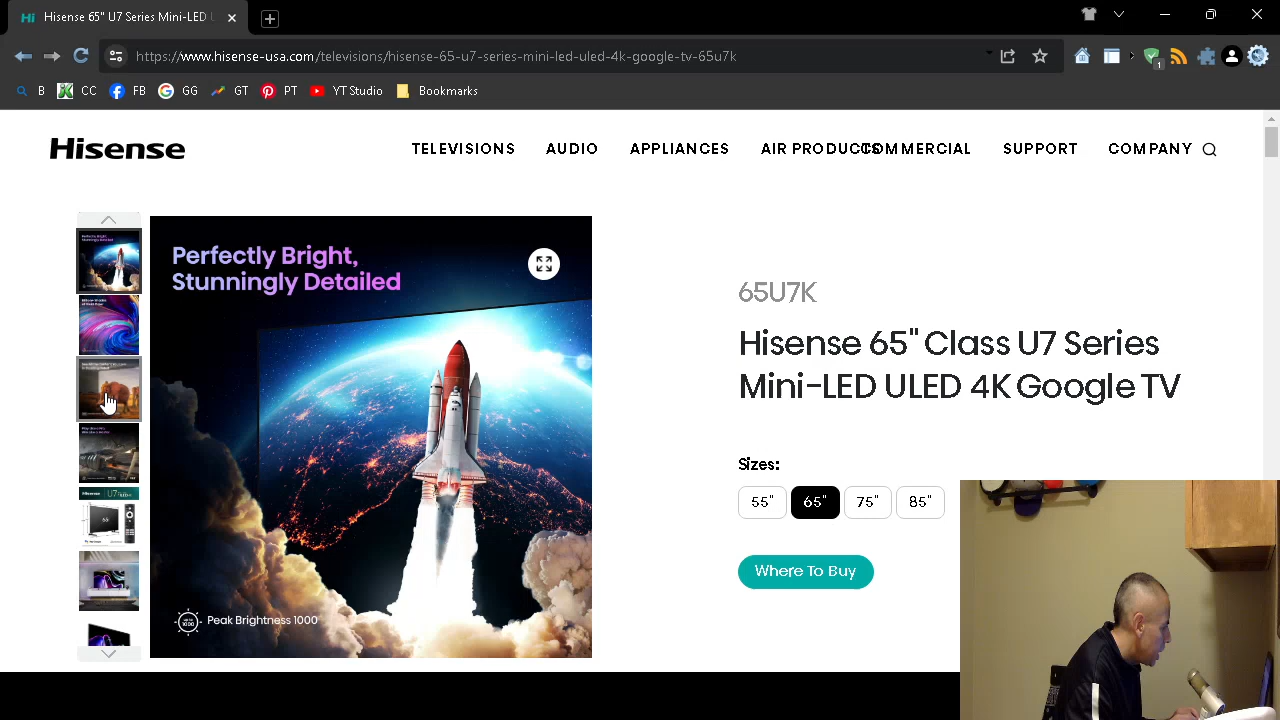 Hisense 65" U7 Series Mini-LED U
https://www.hisense-usa.com/televisions/hisense-65-u7-series-mini-led-uled-4k-google-tv-65u7k
1
B CC FB GG GT PT YT Studio Bookmarks
Hisense
TELEVISIONS AUDIO APPLIANCES AIR PRODUCTS COMMERCIAL SUPPORT COMPANY
Perfectly Bright,
Stunningly Detailed
65U7K
Hisense 65" Class U7 Series
Mini-LED ULED 4K Google TV
Sizes:
55" 65" 75" 85"
Where To Buy
Peak Brightness 1000